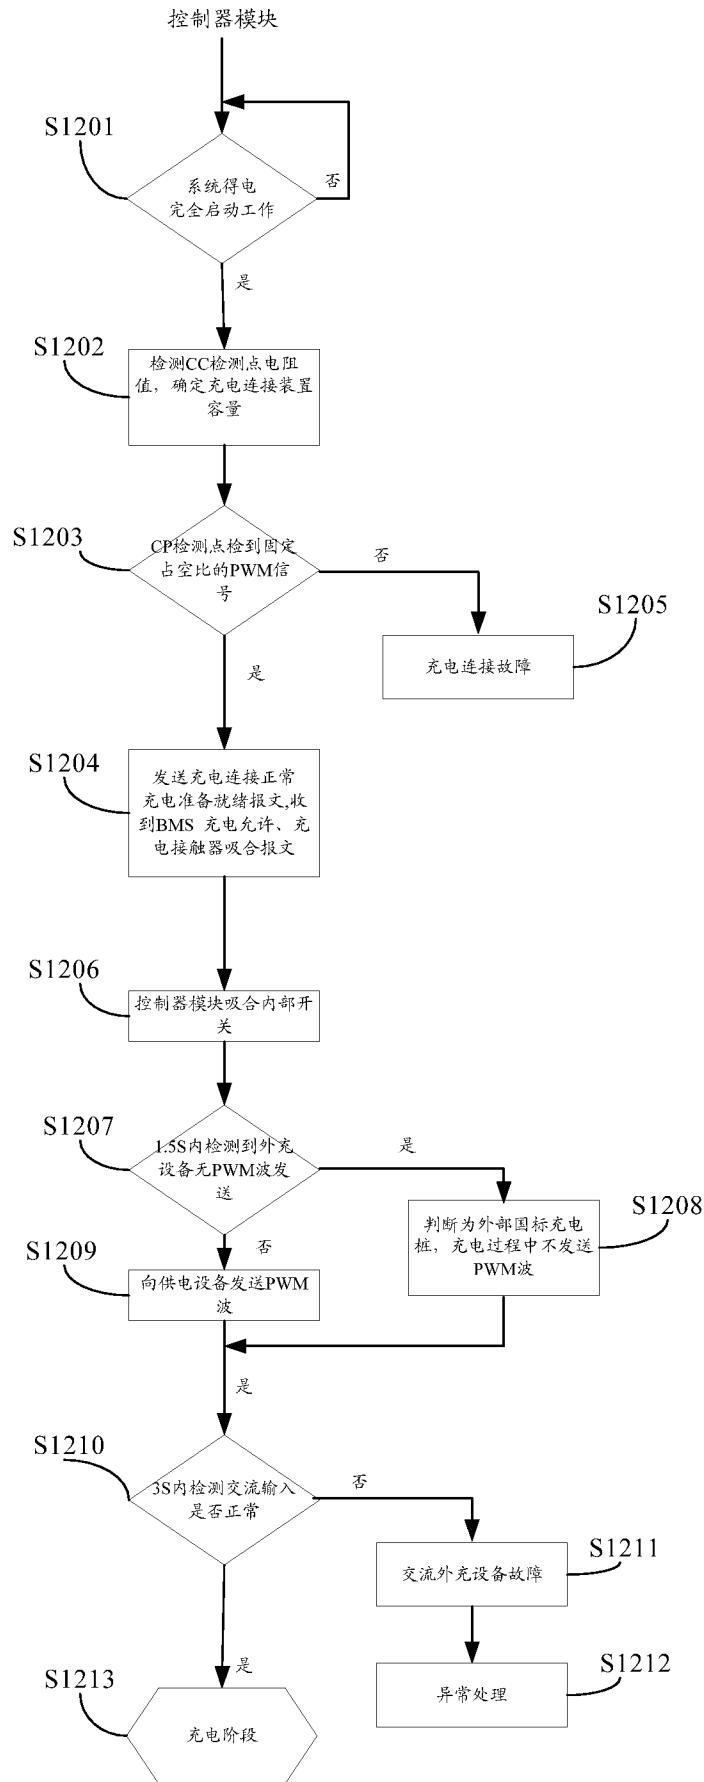 控制器模块
S1201
系统得电
完全启动工作
否
是
S1202
检测CC检测点电阻
值，确定充电连接装置
容量
S1203
CP检测点检到固定
占空比的PWM信
号
否
S1205
充电连接故障
是
S1204
发送充电连接正常
充电准备就绪报文,收
到BMS 充电允许、充
电接触器吸合报文
S1206
控制器模块吸合内部开
关
S1207
1.5S内检测到外充
设备无PWM波发
送
是
S1208
判断为外部国标充电
桩，充电过程中不发送
PWM波
否
S1209
向供电设备发送PWM
波
是
S1210
3S内检测交流输入
是否正常
否
S1211
交流外充设备故障
S1212
异常处理
是
S1213
充电阶段